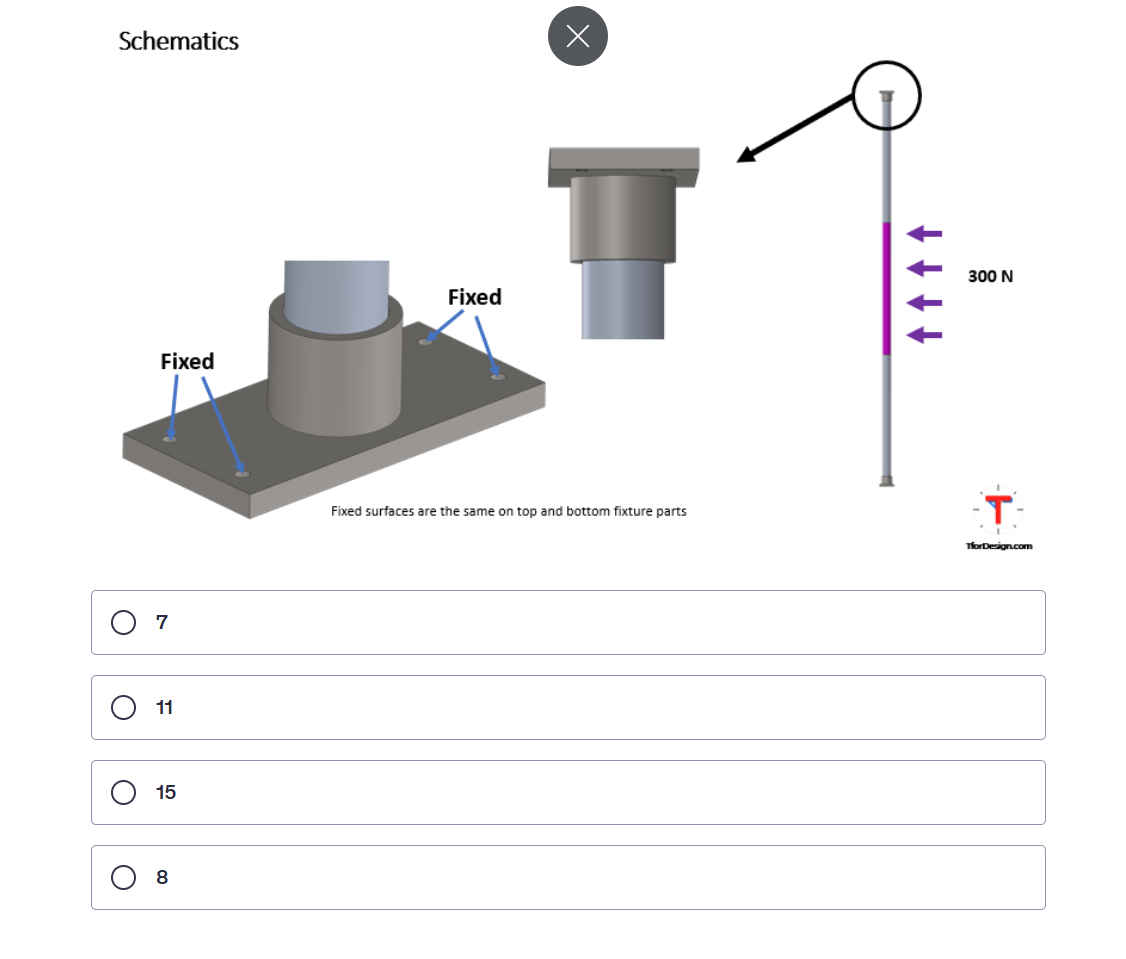 Schematics
Fixed
Fixed
300 N
Fixed surfaces are the same on top and bottom fixture parts
T
TforDesign.com
7
11
15
8